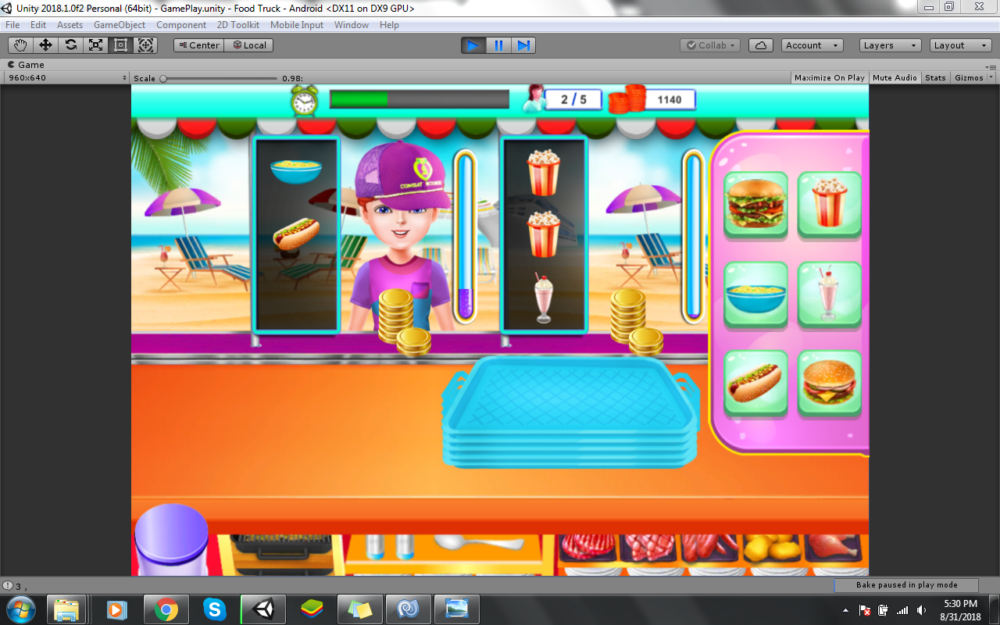 Unity 2018.1.0f2 Personal (64bit) - GamePlay.unity - Food Truck - Android <DX11 on DX9 GPU>
File Edit Assets GameObject Component 2D Toolkit Mobile Input Window Help
Center Local Collab Account Layers Layout
Game
960x640 Scale 0.98: Maximize On Play Mute Audio Stats Gizmos
2 / 5 1140
COMBAT
3 ,
Bake paused in play mode
5:30 PM
8/31/2018